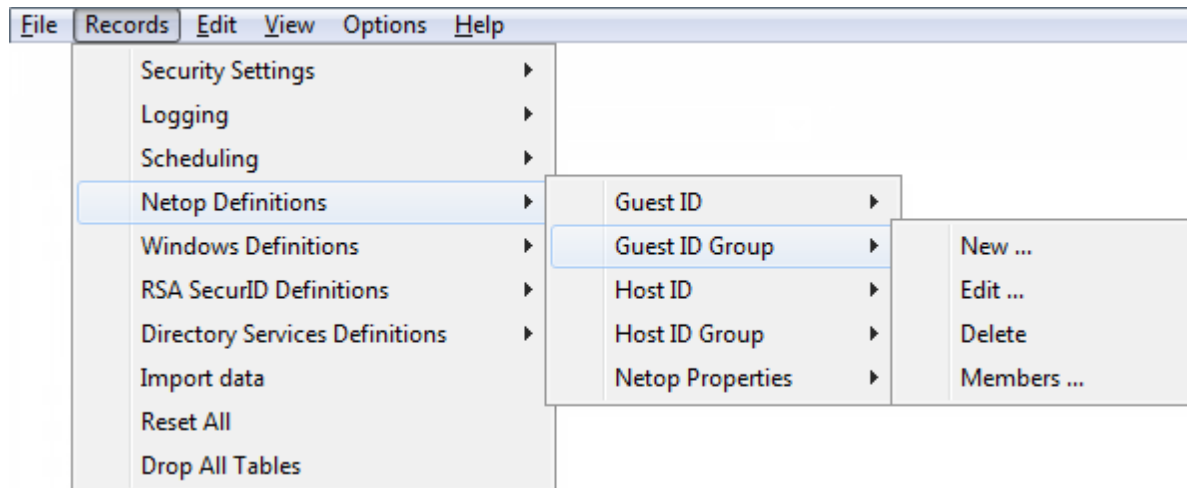 File Records Edit View Options Help
Security Settings
Logging
Scheduling
Netop Definitions
Windows Definitions
RSA SecurID Definitions
Directory Services Definitions
Import data
Reset All
Drop All Tables
Guest ID
Guest ID Group
Host ID
Host ID Group
Netop Properties
New ...
Edit ...
Delete
Members ...